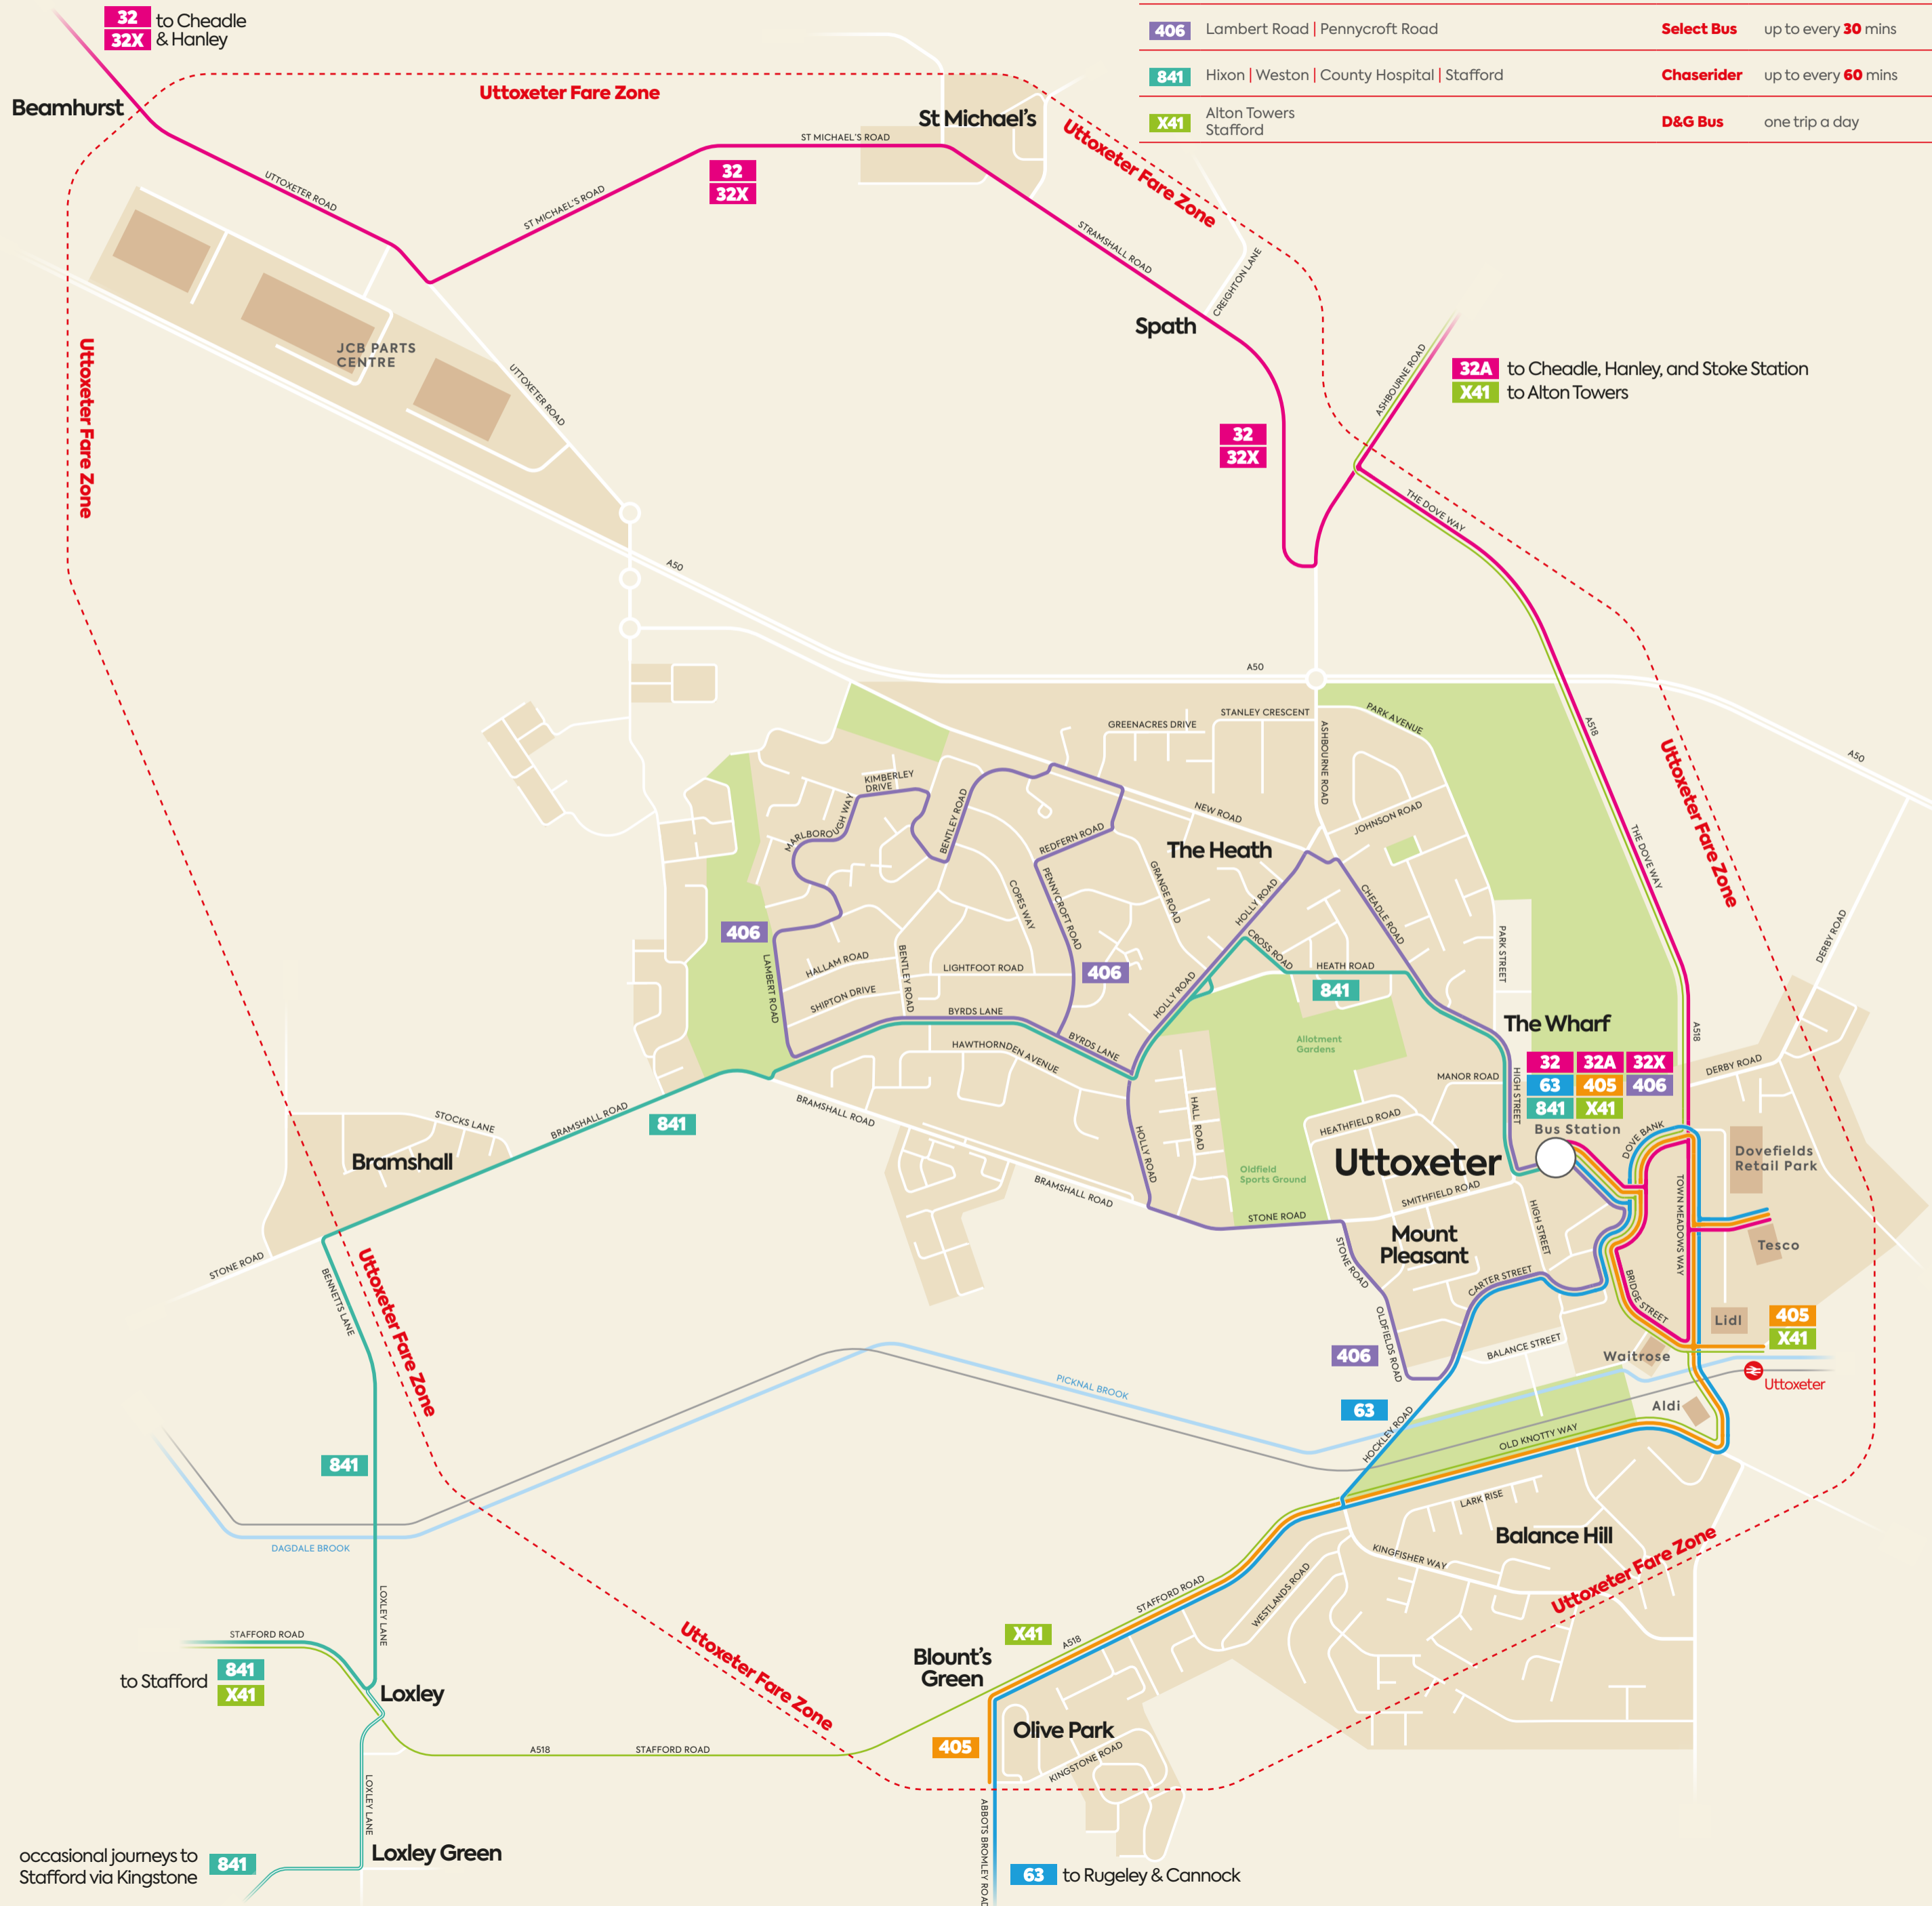 32 to Cheadle
32X & Hanley
406 Lambert Road | Pennycroft Road Select Bus up to every 30 mins
841 Hixon | Weston | County Hospital | Stafford Chaserider up to every 60 mins
X41 Alton Towers
Stafford D&G Bus one trip a day
Beamhurst
Uttoxeter Fare Zone
St Michael's
ST MICHAEL'S ROAD
Uttoxeter Fare Zone
32
32X
UTTOXETER ROAD
ST MICHAEL'S ROAD
STRAMSHALL ROAD
CREIGHTON LANE
Spath
JCB PARTS
CENTRE
Uttoxeter Fare Zone
UTTOXETER ROAD
ASHBOURNE ROAD
32A to Cheadle, Hanley, and Stoke Station
X41 to Alton Towers
32
32X
THE DOVE WAY
A50
A50
A518
A50
Uttoxeter Fare Zone
STANLEY CRESCENT
GREENACRES DRIVE
PARK AVENUE
ASHBOURNE ROAD
KIMBERLEY
DRIVE
MARLBOROUGH WAY
BENTLEY ROAD
NEW ROAD
JOHNSON ROAD
REDFERN ROAD
The Heath
THE DOVE WAY
GRANGE ROAD
PENNYCROFT ROAD
COPES WAY
HOLLY ROAD
CHEADLE ROAD
DERBY ROAD
406
LAMBERT ROAD
HALLAM ROAD
BENTLEY ROAD
LIGHTFOOT ROAD
406
CROSS ROAD
HEATH ROAD
841
PARK STREET
SHIPTON DRIVE
BYRDS LANE
HOLLY ROAD
BYRDS LANE
HAWTHORNDEN AVENUE
Allotment
Gardens
The Wharf
A518
32 32A 32X
63 405 406
841 X41
Bus Station
DERBY ROAD
MANOR ROAD
HIGH STREET
HEATHFIELD ROAD
BRAMSHALL ROAD
HALL ROAD
841
BRAMSHALL ROAD
STOCKS LANE
Bramshall
HOLLY ROAD
Uttoxeter
DOVE BANK
Dovefields
Retail Park
Oldfield
Sports Ground
BRAMSHALL ROAD
SMITHFIELD ROAD
TOWN MEADOWS WAY
STONE ROAD
HIGH STREET
Mount
Pleasant
Tesco
STONE ROAD
BENNETTS LANE
Uttoxeter Fare Zone
STONE ROAD
CARTER STREET
BRIDGE STREET
OLDFIELDS ROAD
Lidl
405
X41
406
BALANCE STREET
Waitrose
Uttoxeter
PICKNAL BROOK
63
Aldi
HOCKLEY ROAD
OLD KNOTTY WAY
841
LARK RISE
Balance Hill
DAGDALE BROOK
KINGFISHER WAY
Uttoxeter Fare Zone
WESTLANDS ROAD
STAFFORD ROAD
LOXLEY LANE
STAFFORD ROAD
to Stafford 841
X41
Uttoxeter Fare Zone
X41
A518
Blount's
Green
Loxley
Olive Park
405
KINGSTONE ROAD
A518
STAFFORD ROAD
LOXLEY LANE
ABBOTS BROMLEY ROAD
Loxley Green
occasional journeys to
Stafford via Kingstone 841
63 to Rugeley & Cannock